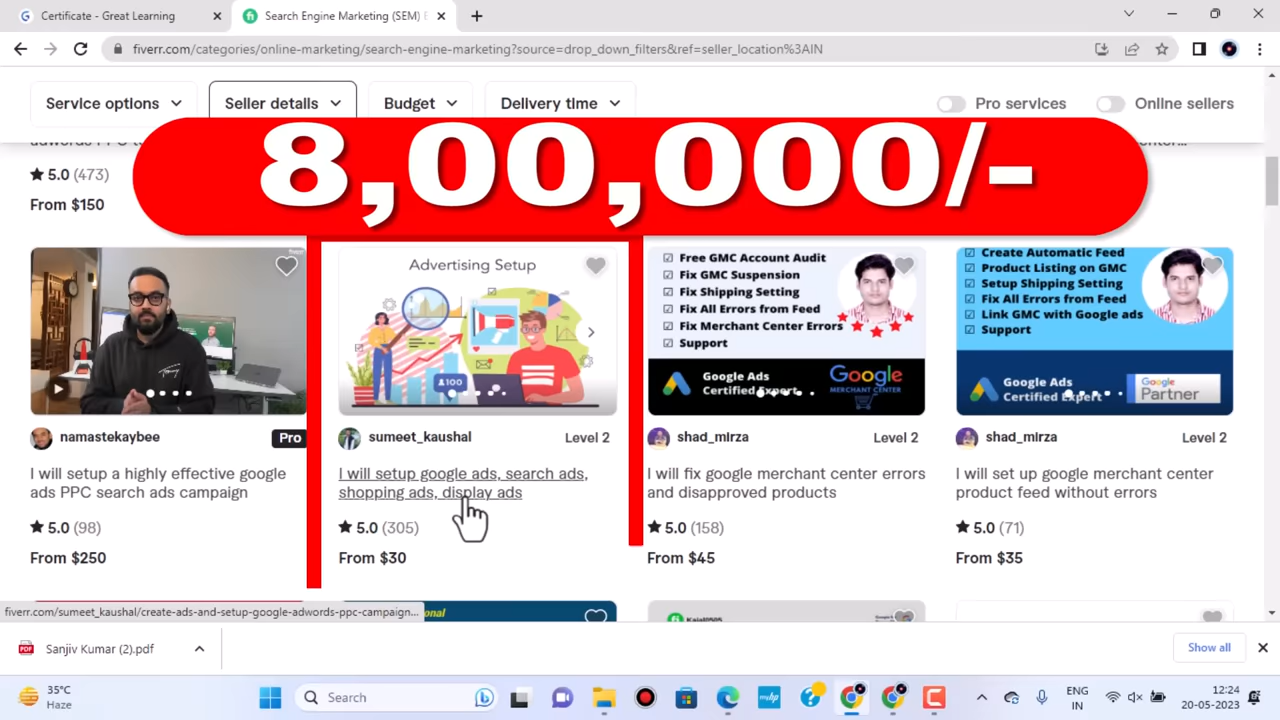 Certificate - Great Learning
Search Engine Marketing (SEM)
fiverr.com/categories/online-marketing/search-engine-marketing?source=drop_down_filters&ref=seller_location%3AIN
Service options
Seller details
Budget
Delivery time
Pro services
Online sellers
8,00,000/-
5.0 (473)
From $150
Advertising Setup
100
Free GMC Account Audit
Fix GMC Suspension
Fix Shipping Setting
Fix All Errors from Feed
Fix Merchant Center Errors
Support
Google Ads
Certified Expert
Google
MERCHANT CENTER
Create Automatic Feed
Product Listing on GMC
Setup Shipping Setting
Fix All Errors from Feed
Link GMC with Google ads
Support
Google Ads
Certified Expert
Google
Partner
namastekaybee
Pro
I will setup a highly effective google
ads PPC search ads campaign
5.0 (98)
From $250
sumeet_kaushal
Level 2
I will setup google ads, search ads,
shopping ads, display ads
5.0 (305)
From $30
shad_mirza
Level 2
I will fix google merchant center errors
and disapproved products
5.0 (158)
From $45
shad_mirza
Level 2
I will set up google merchant center
product feed without errors
5.0 (71)
From $35
fiverr.com/sumeet_kaushal/create-ads-and-setup-google-adwords-ppc-campaign...
Sanjiv Kumar (2).pdf
Show all
35°C
Haze
Search
ENG
IN
12:24
20-05-2023